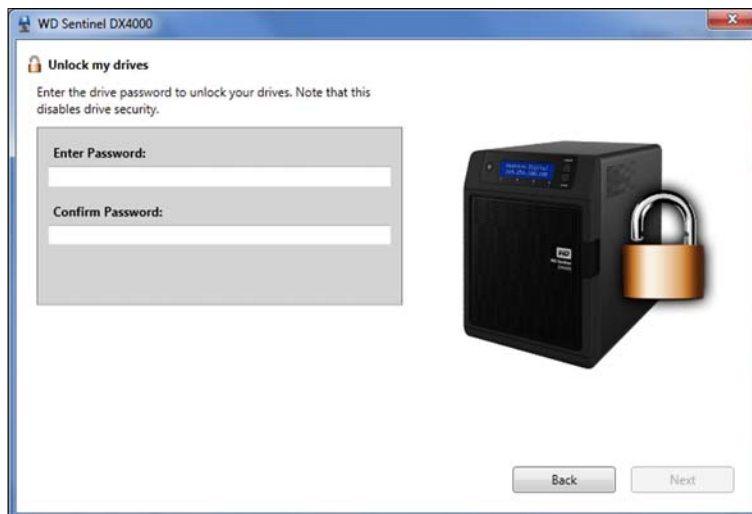 WD Sentinel DX4000
Unlock my drives
Enter the drive password to unlock your drives. Note that this
disables drive security.
Enter Password:
Confirm Password:
WD
Back
Next